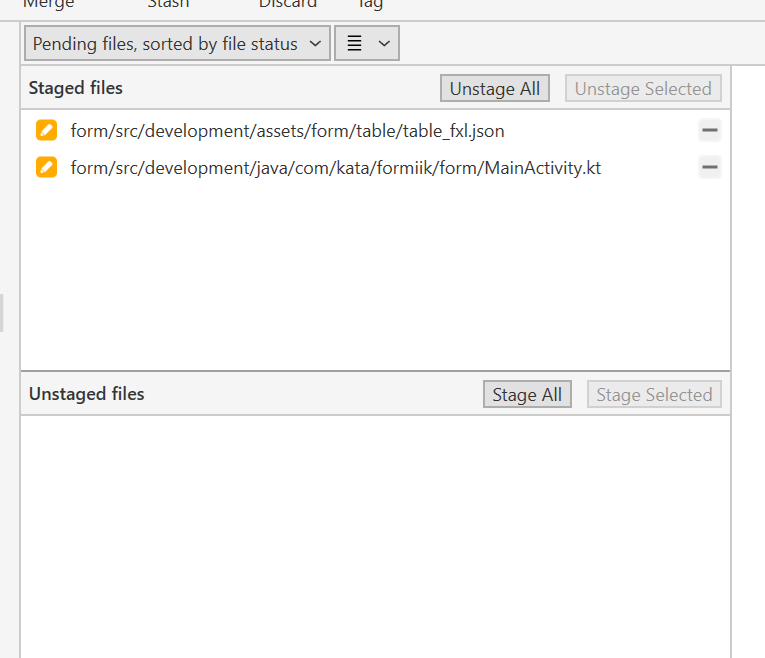 Merge Stash Discard Tag
Pending files, sorted by file status
Staged files Unstage All Unstage Selected
form/src/development/assets/form/table/table_fxl.json
form/src/development/java/com/kata/formiik/form/MainActivity.kt
Unstaged files Stage All Stage Selected